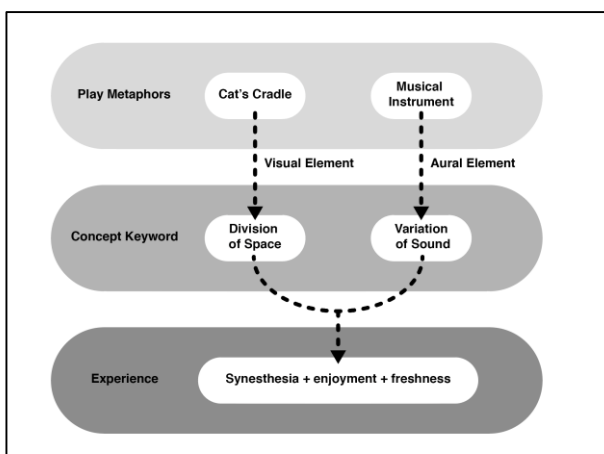 Play Metaphors
Cat's Cradle
Musical
Instrument
Visual Element
Aural Element
Concept Keyword
Division
of Space
Variation
of Sound
Experience
Synesthesia + enjoyment + freshness